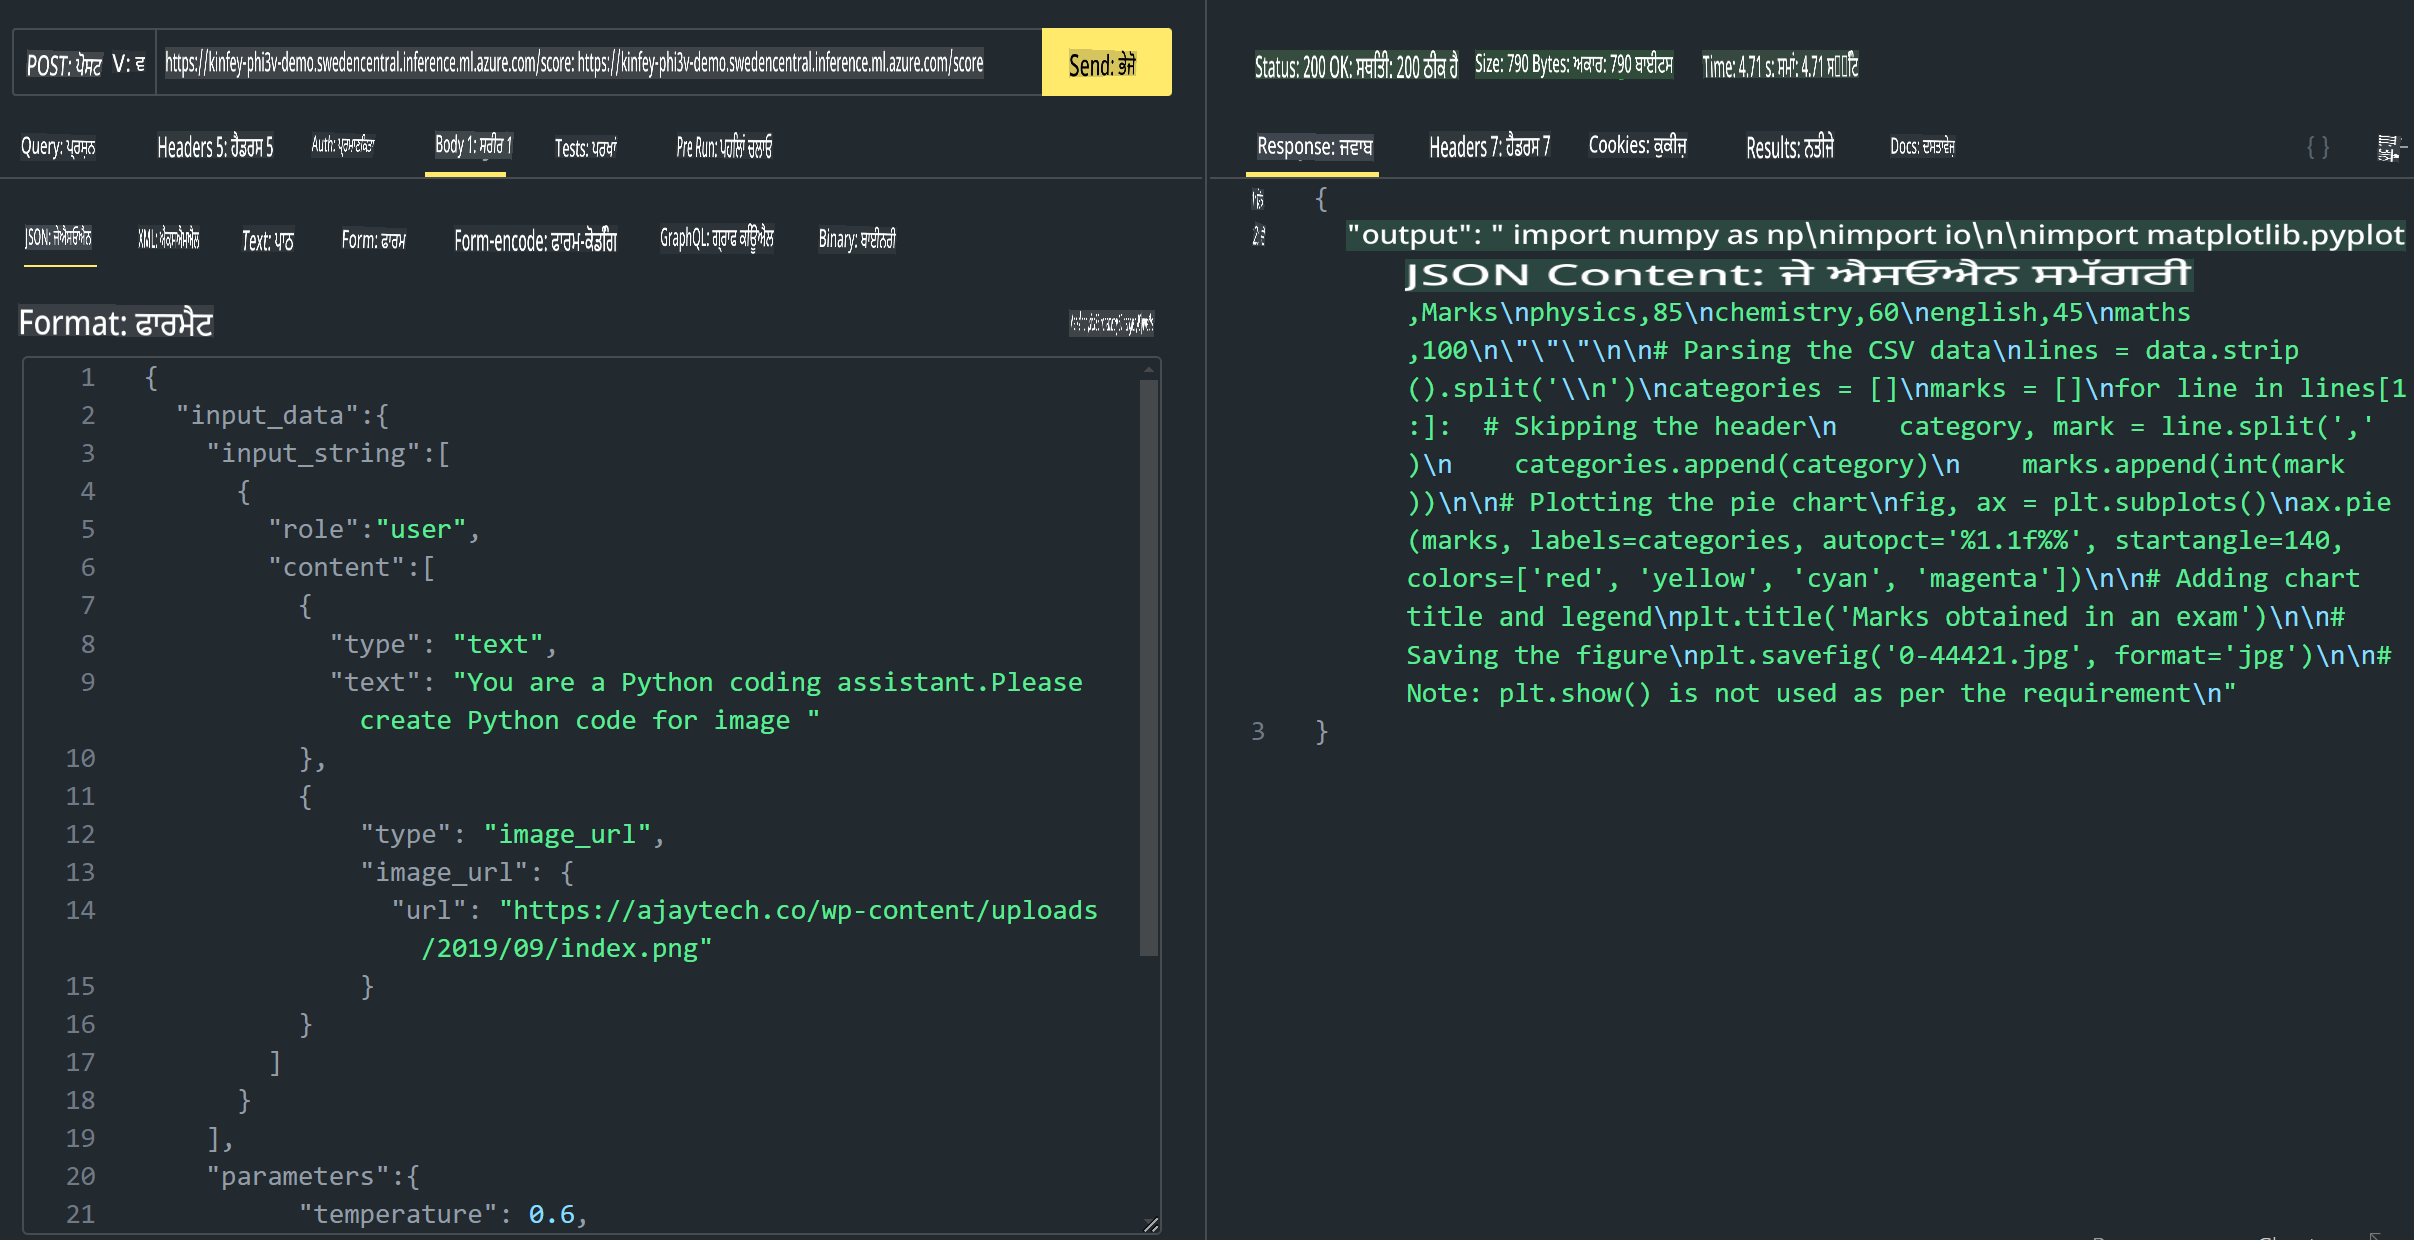 POST: ਪੋਸਟ V: ਵ https://kinfey-phi3v-demo.swedencentral.inference.ml.azure.com/score: https://kinfey-phi3v-demo.swedencentral.inference.ml.azure.com/score Send: ਭੇਜੋ
Query: ਪ੍ਰਸ਼ਨ Headers 5: ਹੈਡਰਸ 5 Auth: ਪ੍ਰਮਾਣਿਕਤਾ Body 1: ਸਰੀਰ 1 Tests: ਪਰਖਾਂ Pre Run: ਪਹਿਲਾਂ ਚਲਾਓ
JSON: ਜੇਐਸਓਐਨ XML: ਐਕਸਐਮਐਲ Text: ਪਾਠ Form: ਫਾਰਮ Form-encode: ਫਾਰਮ-ਕੋਡਿੰਗ GraphQL: ਗ੍ਰਾਫ ਕਊਿਐਲ Binary: ਬਾਈਨਰੀ
Format: ਫਾਰਮੈਟ
1 {
2 "input_data":{
3 "input_string":[
4 {
5 "role":"user",
6 "content":[
7 {
8 "type": "text",
9 "text": "You are a Python coding assistant.Please
create Python code for image "
10 },
11 {
12 "type": "image_url",
13 "image_url": {
14 "url": "https://ajaytech.co/wp-content/uploads
/2019/09/index.png"
15 }
16 }
17 ]
18 }
19 ],
20 "parameters":{
21 "temperature": 0.6,
Status: 200 OK: ਸਥਿਤੀ: 200 ਠੀਕ ਹੈ Size: 790 Bytes: ਅਕਾਰ: 790 ਬਾਈਟਸ Time: 4.71 s: ਸਮਾਂ: 4.71
Response: ਜਵਾਬ Headers 7: ਹੈਡਰਸ 7 Cookies: ਕੁਕੀਜ਼ Results: ਨਤੀਜੇ Docs: ਦਸਤਾਵੇਜ਼ { }
{
"output": " import numpy as np\nimport io\n\nimport matplotlib.pyplot
JSON Content: ਜੇ ਐਸਓਐਨ ਸਮੱਗਰੀ
,Marks\nphysics,85\nchemistry,60\nenglish,45\nmaths
,100\n\"\"\"\n\n# Parsing the CSV data\nlines = data.strip
().split('\\n')\ncategories = []\nmarks = []\nfor line in lines[1
:]:  # Skipping the header\n    category, mark = line.split(','
)\n    categories.append(category)\n    marks.append(int(mark
))\n\n# Plotting the pie chart\nfig, ax = plt.subplots()\nax.pie
(marks, labels=categories, autopct='%1.1f%%', startangle=140,
colors=['red', 'yellow', 'cyan', 'magenta'])\n\n# Adding chart
title and legend\nplt.title('Marks obtained in an exam')\n\n#
Saving the figure\nplt.savefig('0-44421.jpg', format='jpg')\n\n#
Note: plt.show() is not used as per the requirement\n"
3 }